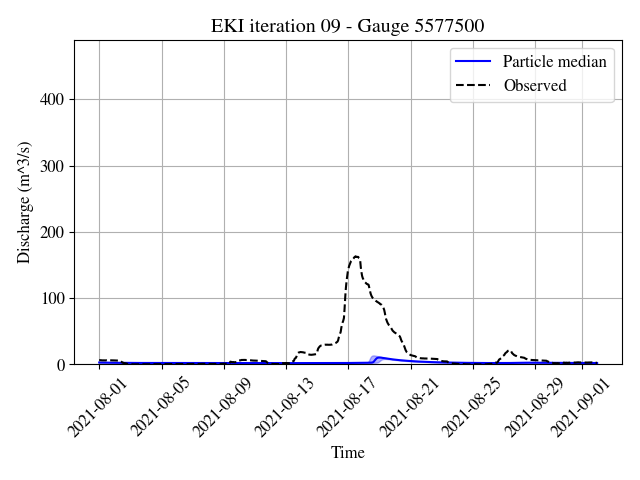 EKI iteration 09 - Gauge 5577500
Particle median
Observed
Discharge (m^3/s)
400
300
200
100
0
2021-08-01
2021-08-05
2021-08-09
2021-08-13
2021-08-17
2021-08-21
2021-08-25
2021-08-29
2021-09-01
Time